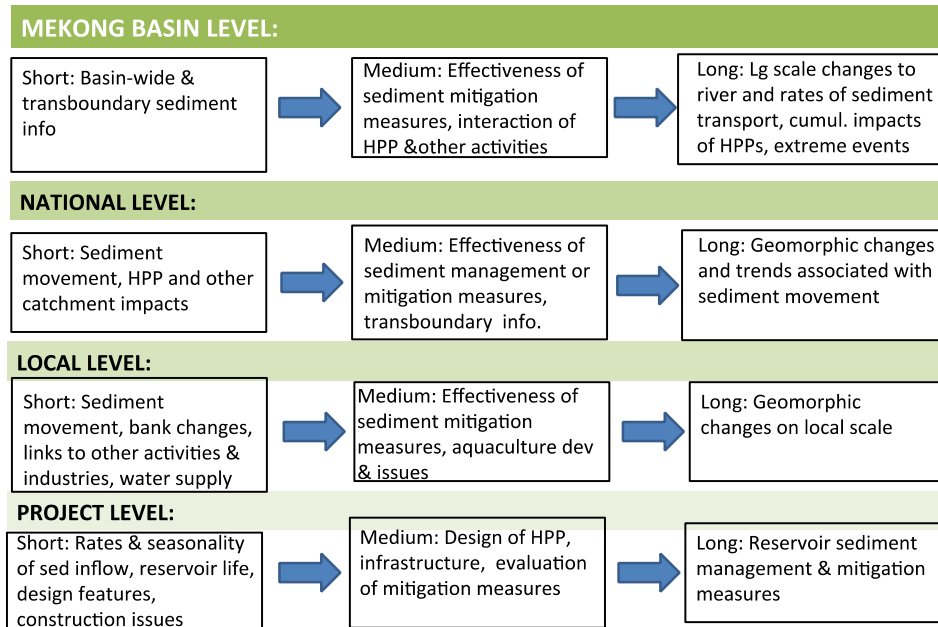 MEKONG BASIN LEVEL:
Short: Basin-wide &
transboundary sediment
info
Medium: Effectiveness of
sediment mitigation
measures, interaction of
HPP &other activities
Long: Lg scale changes to
river and rates of sediment
transport, cumul. impacts
of HPPs, extreme events
NATIONAL LEVEL:
Short: Sediment
movement, HPP and other
catchment impacts
Medium: Effectiveness of
sediment management or
mitigation measures,
transboundary info.
Long: Geomorphic changes
and trends associated with
sediment movement
LOCAL LEVEL:
Short: Sediment
movement, bank changes,
links to other activities &
industries, water supply
Medium: Effectiveness of
sediment mitigation
measures, aquaculture dev
& issues
Long: Geomorphic
changes on local scale
PROJECT LEVEL:
Short: Rates & seasonality
of sed inflow, reservoir life,
design features,
construction issues
Medium: Design of HPP,
infrastructure, evaluation
of mitigation measures
Long: Reservoir sediment
management & mitigation
measures